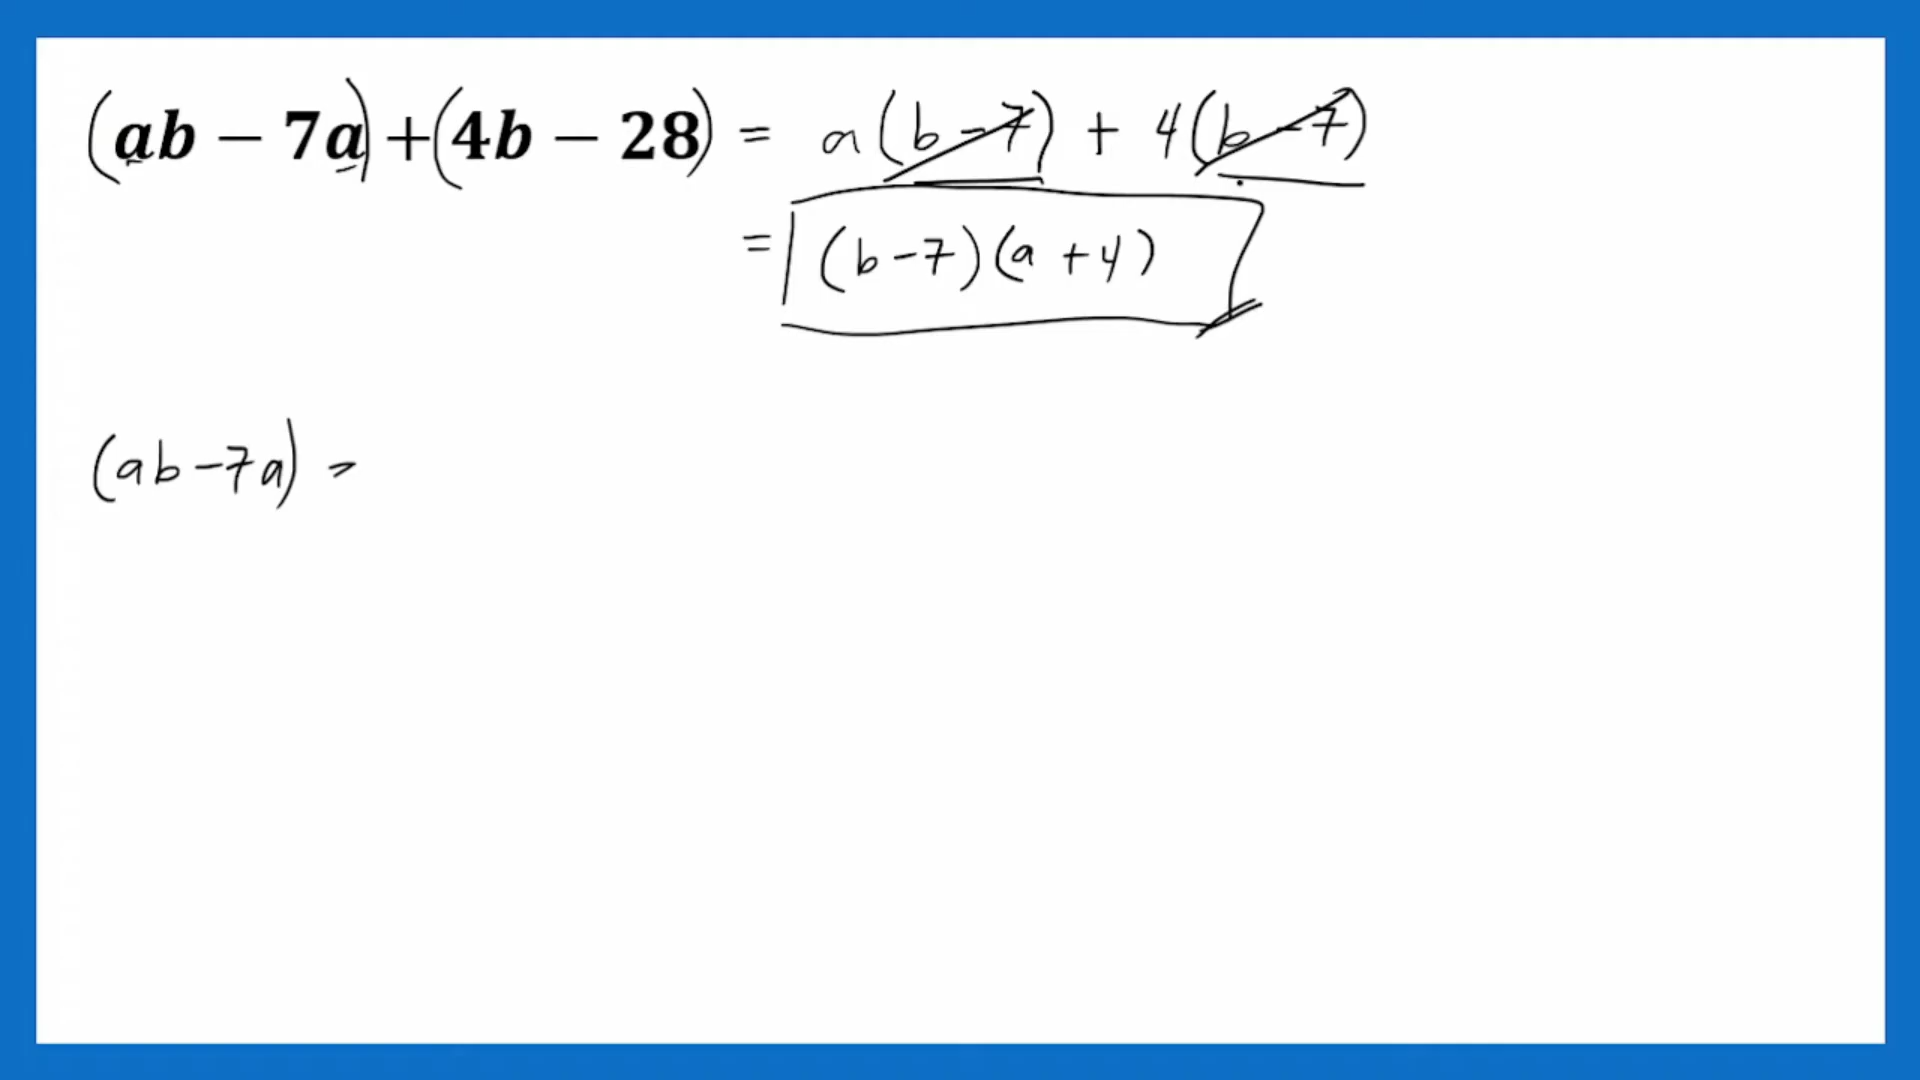 (ab − 7a) + (4b − 28) = a(b-7) + 4(b-7)
= (b-7)(a+4)
(ab-7a) =